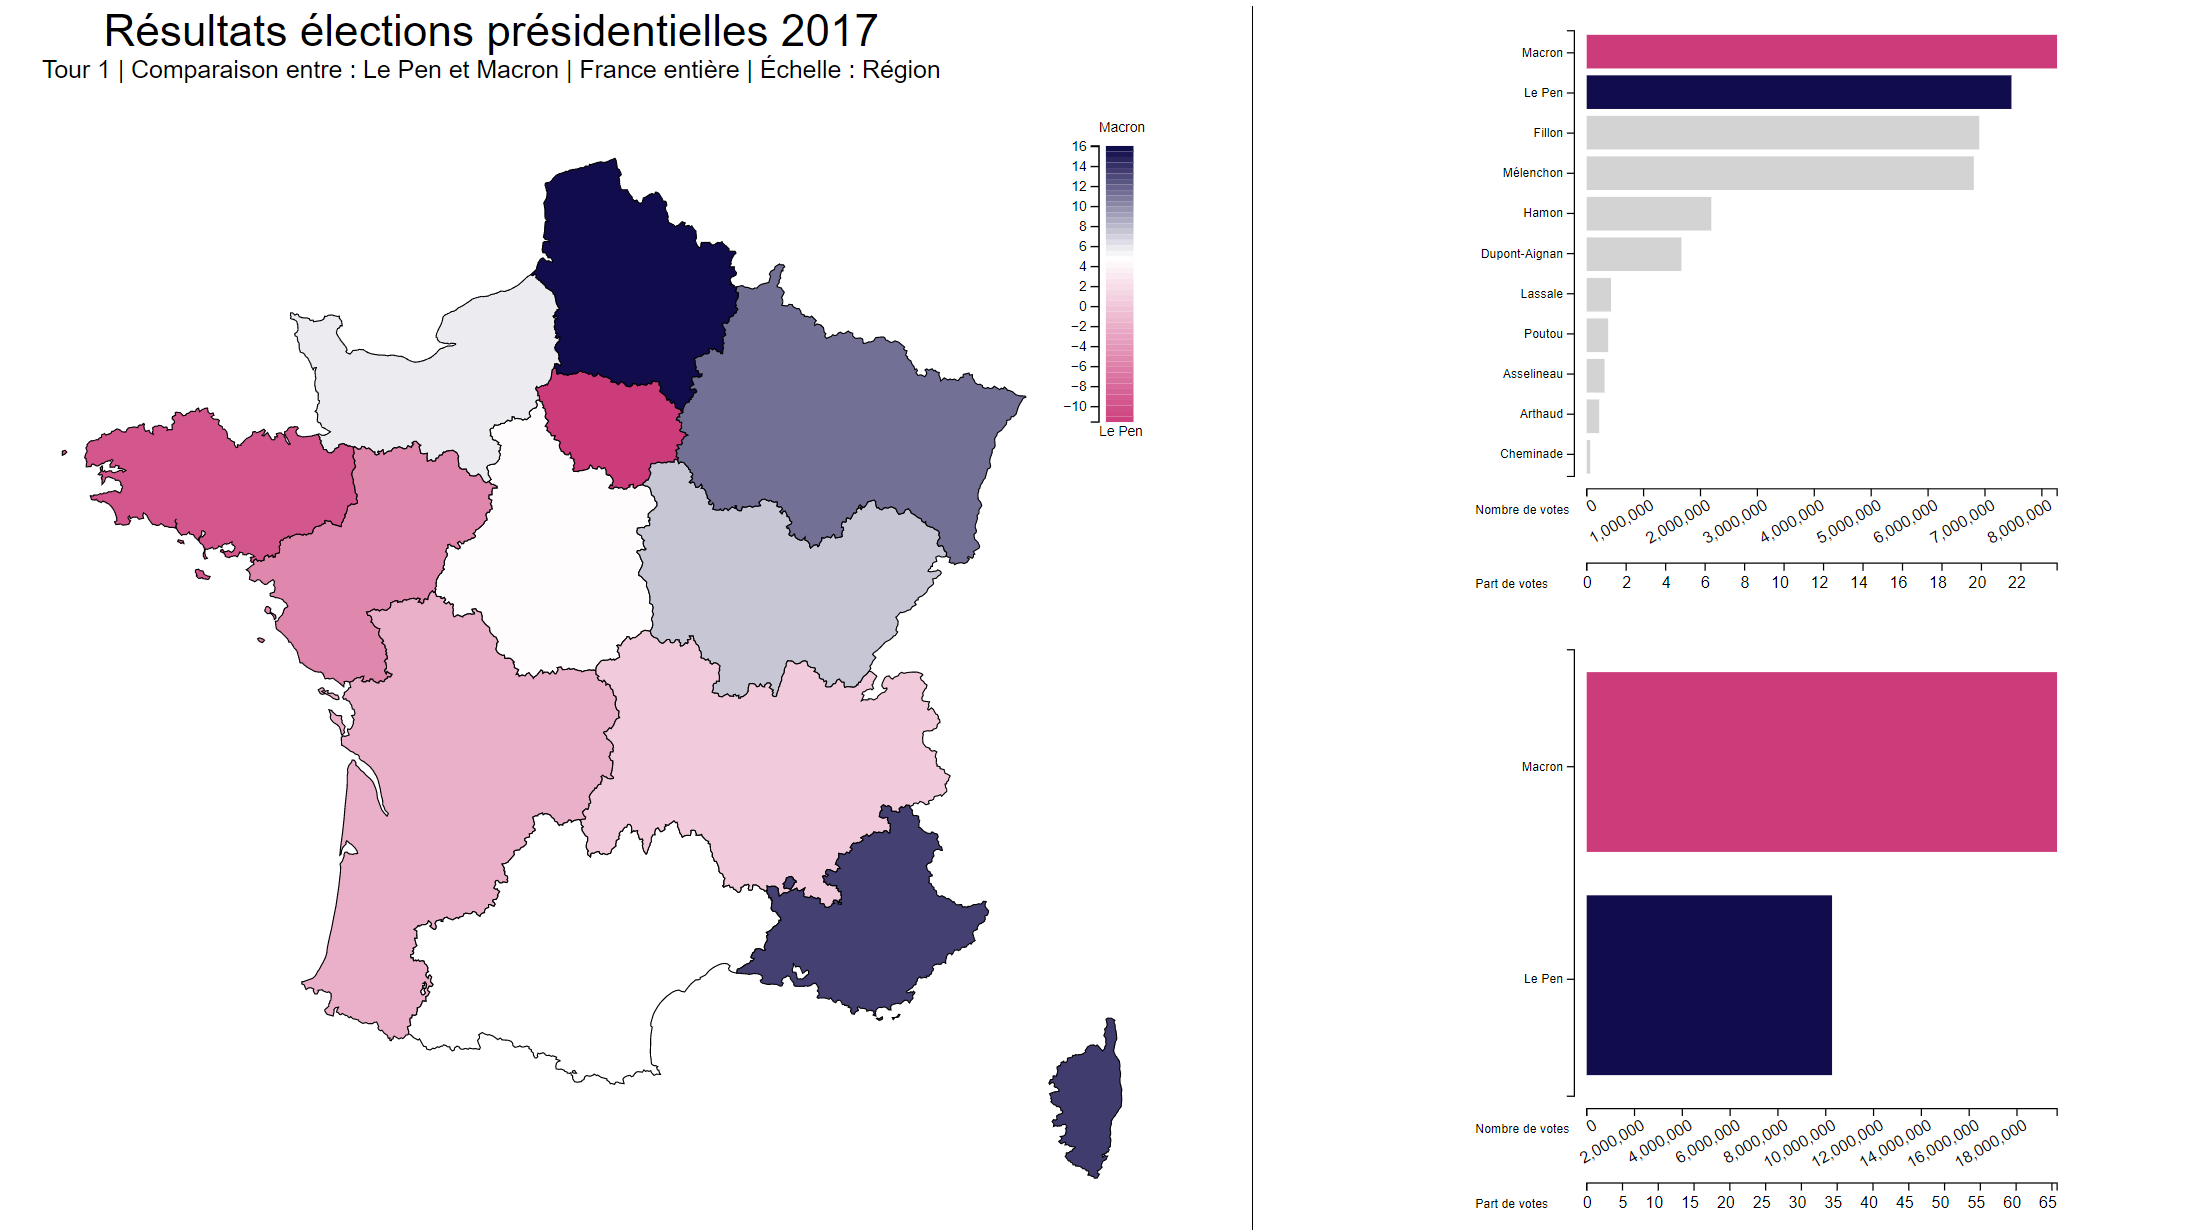 Résultats élections présidentielles 2017
Tour 1 | Comparaison entre : Le Pen et Macron | France entière | Échelle : Région
Macron
16
14
12
10
8
6
4
2
0
−2
−4
−6
−8
−10
Le Pen
Macron
Le Pen
Fillon
Mélenchon
Hamon
Dupont-Aignan
Lassale
Poutou
Asselineau
Arthaud
Cheminade
Nombre de votes
0 1,000,000 2,000,000 3,000,000 4,000,000 5,000,000 6,000,000 7,000,000 8,000,000
Part de votes
0 2 4 6 8 10 12 14 16 18 20 22
Macron
Le Pen
Nombre de votes
0 2,000,000 4,000,000 6,000,000 8,000,000 10,000,000 12,000,000 14,000,000 16,000,000 18,000,000
Part de votes
0 5 10 15 20 25 30 35 40 45 50 55 60 65